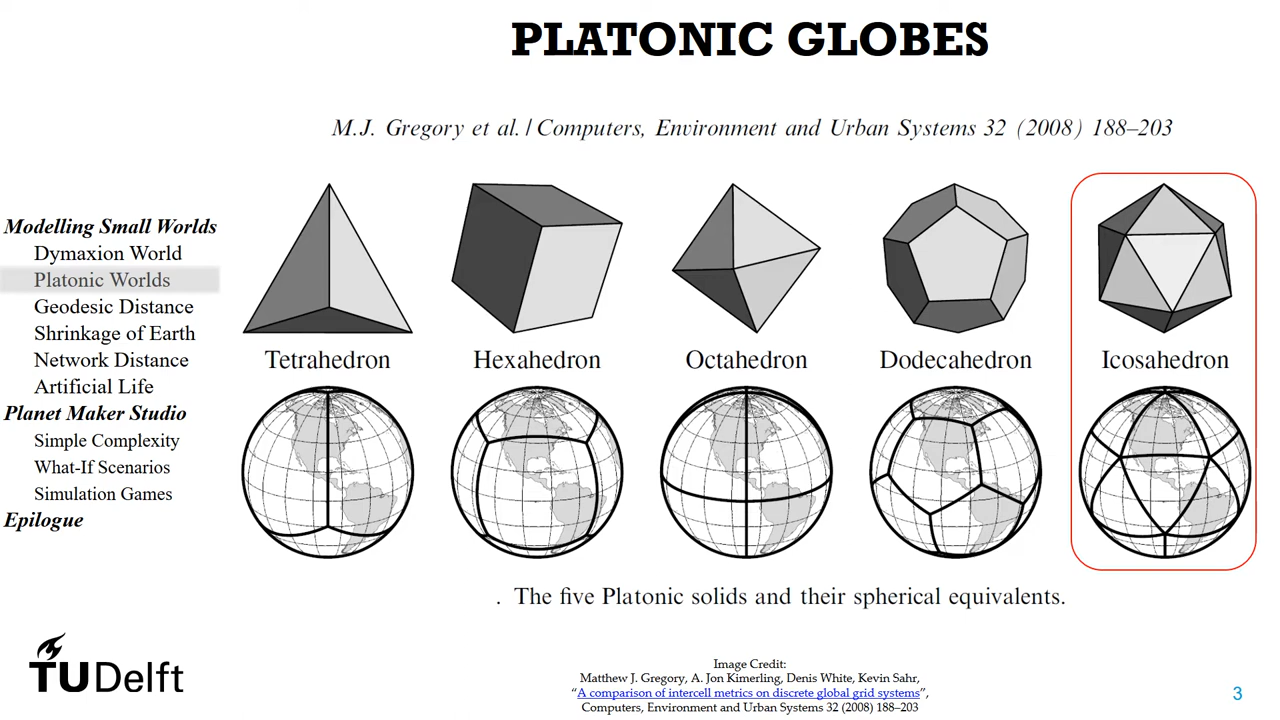 PLATONIC GLOBES
M.J. Gregory et al. / Computers, Environment and Urban Systems 32 (2008) 188–203
Modelling Small Worlds
Dymaxion World
Platonic Worlds
Geodesic Distance
Shrinkage of Earth
Network Distance
Artificial Life
Planet Maker Studio
Simple Complexity
What-If Scenarios
Simulation Games
Epilogue
Tetrahedron
Hexahedron
Octahedron
Dodecahedron
Icosahedron
. The five Platonic solids and their spherical equivalents.
TU Delft
Image Credit:
Matthew J. Gregory, A. Jon Kimerling, Denis White, Kevin Sahr,
“A comparison of intercell metrics on discrete global grid systems”,
Computers, Environment and Urban Systems 32 (2008) 188–203
3